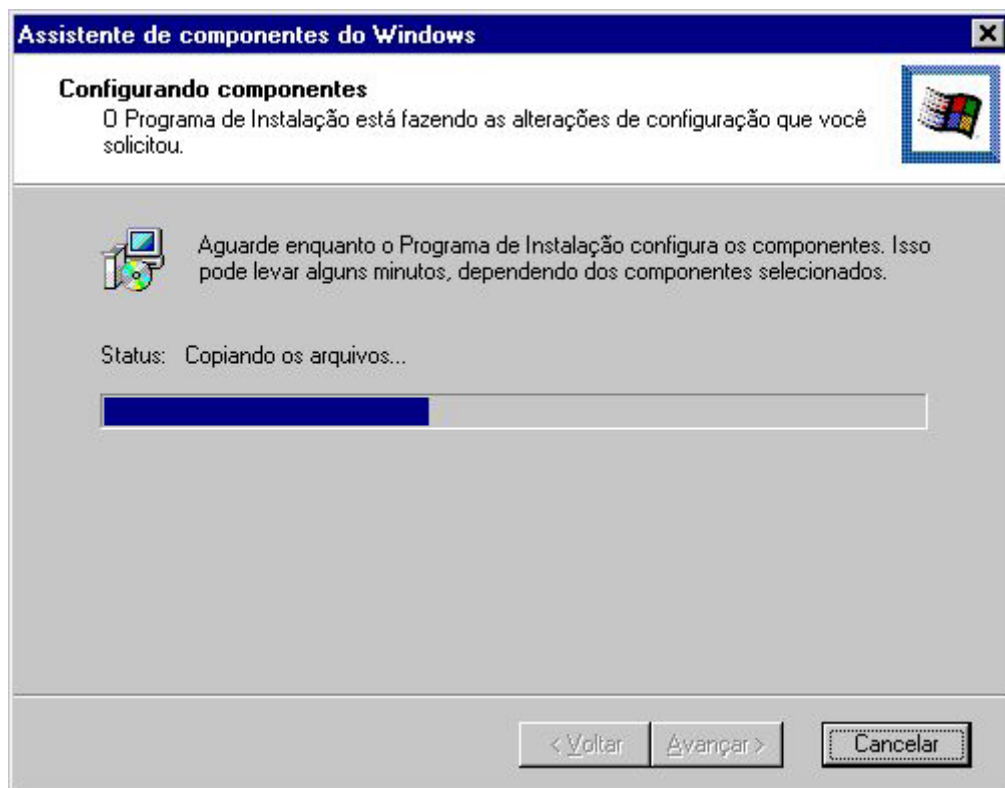 Assistente de componentes do Windows
Configurando componentes
O Programa de Instalação está fazendo as alterações de configuração que você
solicitou.
Aguarde enquanto o Programa de Instalação configura os componentes. Isso
pode levar alguns minutos, dependendo dos componentes selecionados.
Status: Copiando os arquivos...
< Voltar Avançar > Cancelar